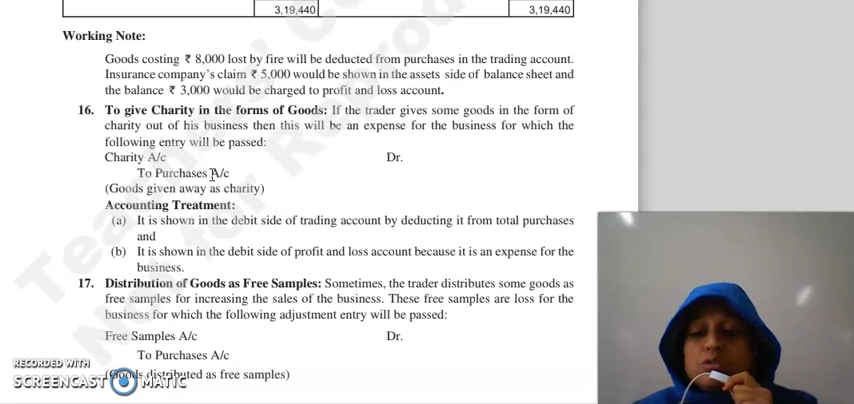 3,19,440 3,19,440
Working Note:
Goods costing ₹ 8,000 lost by fire will be deducted from purchases in the trading account.
Insurance company's claim ₹ 5,000 would be shown in the assets side of balance sheet and
the balance ₹ 3,000 would be charged to profit and loss account.
16. To give Charity in the forms of Goods: If the trader gives some goods in the form of
charity out of his business then this will be an expense for the business for which the
following entry will be passed:
Charity A/c Dr.
To Purchases A/c
(Goods given away as charity)
Accounting Treatment:
(a) It is shown in the debit side of trading account by deducting it from total purchases
and
(b) It is shown in the debit side of profit and loss account because it is an expense for the
business.
17. Distribution of Goods as Free Samples: Sometimes, the trader distributes some goods as
free samples for increasing the sales of the business. These free samples are loss for the
business for which the following adjustment entry will be passed:
Free Samples A/c Dr.
To Purchases A/c
(Goods distributed as free samples)
RECORDED WITH
SCREENCAST MATIC